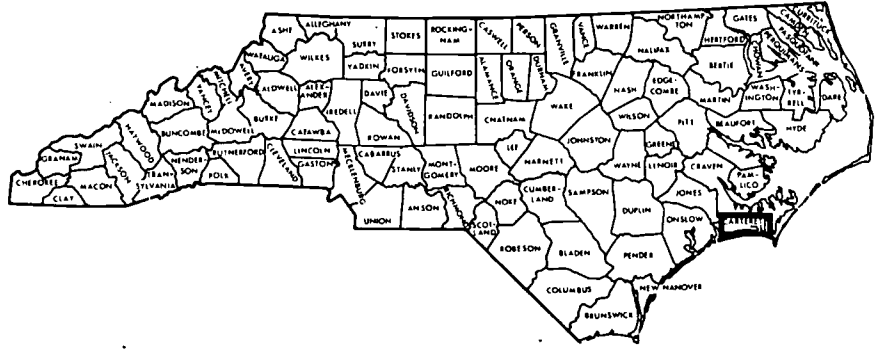 ASHE
ALLEGHANY
SURRY
STOKES
ROCKING-
HAM
CASWELL
PERSON
GRANVILLE
VANCE
WARREN
NORTHAMP
TON
GATES
HERTFORD
CURRITUCK
CAMDEN
PASQUOTANK
PERQUIMANS
CHOWAN
WATAUGA
WILKES
YADKIN
FORSYTH
GUILFORD
ALAMANCE
ORANGE
DURHAM
FRANKLIN
HALIFAX
BERTIE
MITCHELL
AVERY
CALDWELL
ALEX-
ANDER
IREDELL
DAVIE
DAVIDSON
RANDOLPH
CHATHAM
WAKE
NASH
EDGE-
COMBE
MARTIN
WASH-
INGTON
TYR
RELL
DARE
MADISON
YANCEY
BURKE
CATAWBA
ROWAN
JOHNSTON
WILSON
PITT
BEAUFORT
HYDE
SWAIN
HAYWOOD
BUNCOMBE
McDOWELL
RUTHERFORD
CLEVELAND
LINCOLN
GASTON
MECKLENBURG
CABARRUS
STANLY
MONT-
GOMERY
MOORE
LEE
HARNETT
WAYNE
GREENE
LENOIR
CRAVEN
PAM-
LICO
GRAHAM
CHEROKEE
CLAY
MACON
JACKSON
TRAN-
SYLVANIA
HENDER-
SON
POLK
UNION
ANSON
RICHMOND
SCOT-
LAND
HOKE
CUMBER-
LAND
SAMPSON
DUPLIN
JONES
ONSLOW
CARTERET
ROBESON
BLADEN
PENDER
COLUMBUS
NEW HANOVER
BRUNSWICK